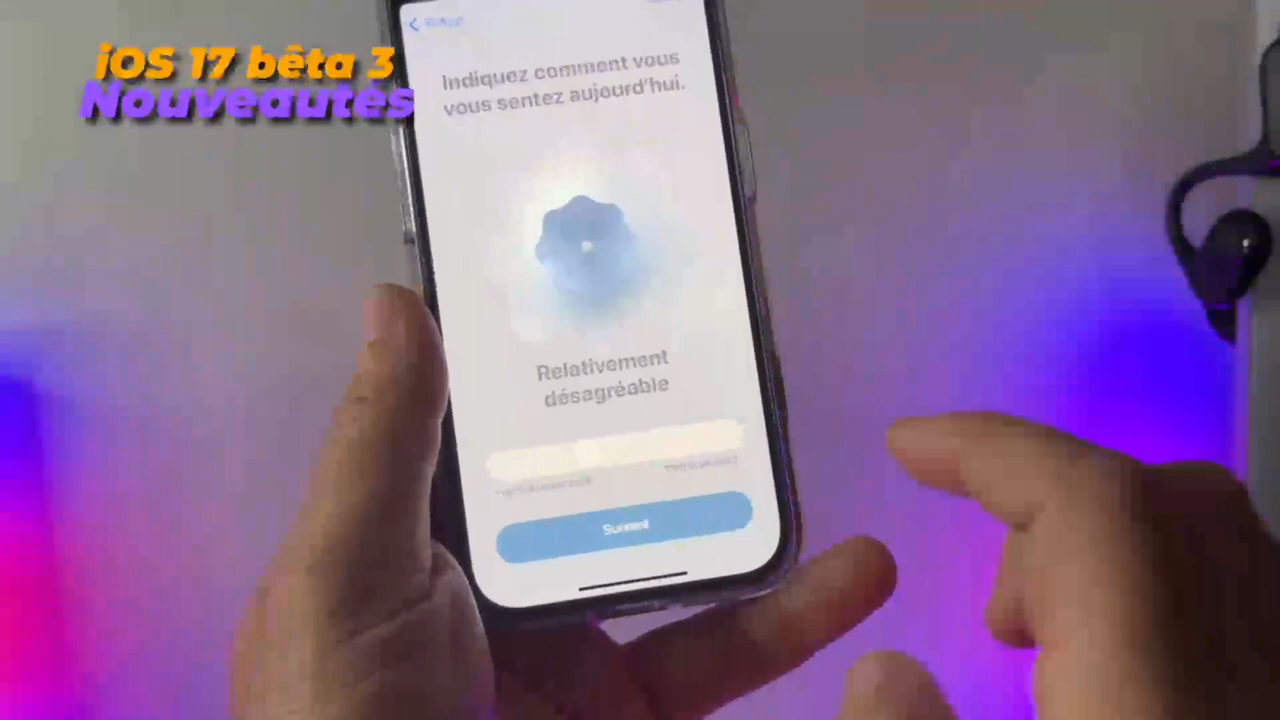 iOS 17 bêta 3
Nouveautés
Indiquez comment vous
vous sentez aujourd'hui.
Relativement
désagréable
Suivant